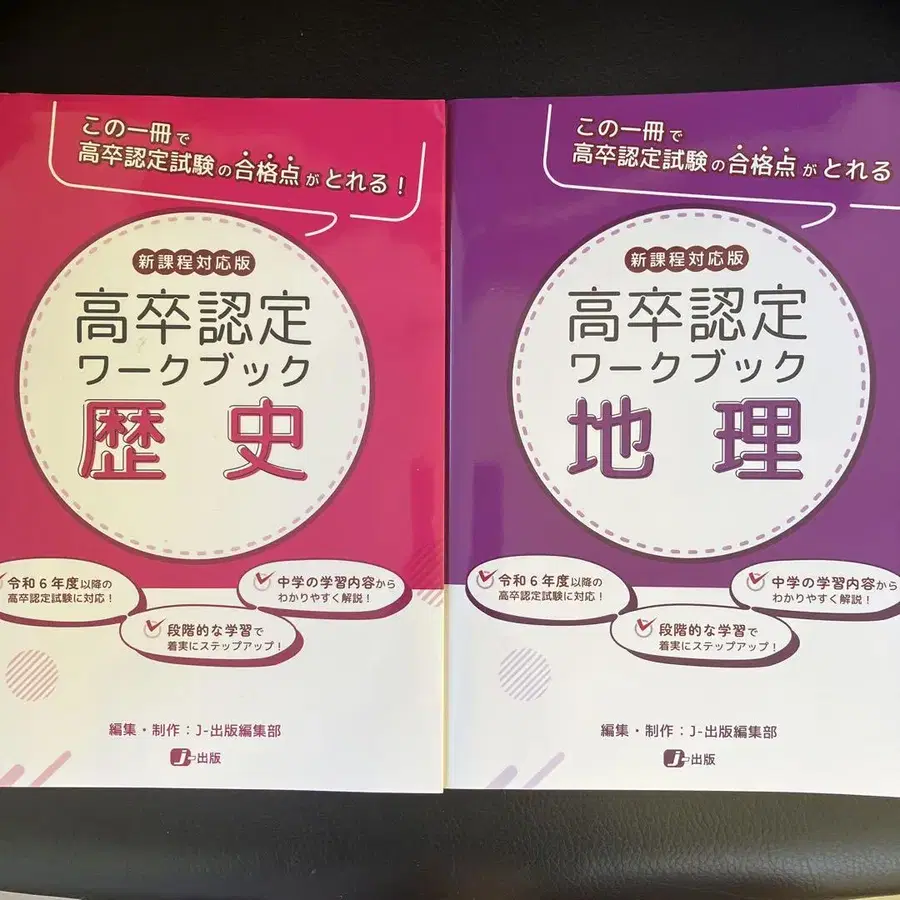 この一冊で
高卒認定試験の合格点がとれる！
新課程対応版
高卒認定
ワークブック
歴史
令和6年度以降の
高卒認定試験に対応！
中学の学習内容から
わかりやすく解説！
段階的な学習で
着実にステップアップ！
編集・制作：J-出版編集部
J-出版
この一冊で
高卒認定試験の合格点がとれる
新課程対応版
高卒認定
ワークブック
地理
令和6年度以降の
高卒認定試験に対応！
中学の学習内容から
わかりやすく解説！
段階的な学習で
着実にステップアップ！
編集・制作：J-出版編集部
J-出版